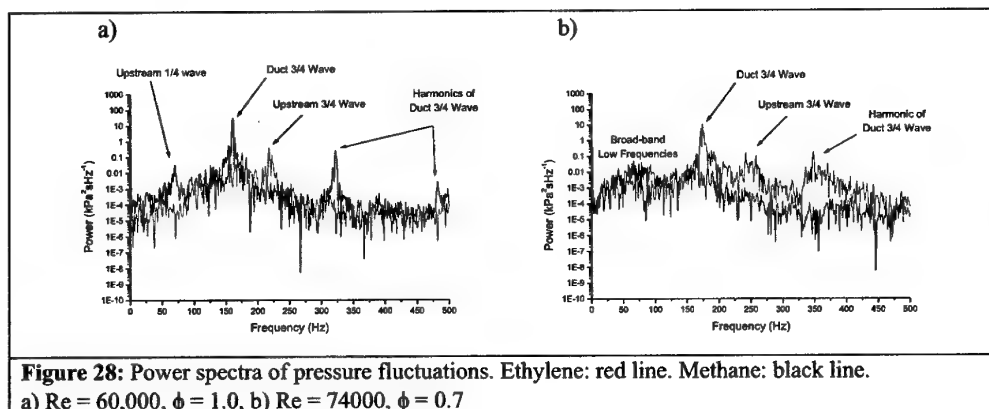 a)
Upstream 1/4 wave
Duct 3/4 Wave
Upstream 3/4 Wave
Harmonics of
Duct 3/4 Wave
1000
100
10
1
0.1
0.01
1E-3
1E-4
1E-5
1E-6
1E-7
1E-8
1E-9
1E-10
Power (kPa²sHz⁻¹)
0 50 100 150 200 250 300 350 400 450 500
Frequency (Hz)
b)
Duct 3/4 Wave
Upstream 3/4 Wave
Harmonic of
Duct 3/4 Wave
Broad-band
Low Frequencies
1000
100
10
1
0.1
0.01
1E-3
1E-4
1E-5
1E-6
1E-7
1E-8
1E-9
1E-10
Power (kPa²sHz⁻¹)
0 50 100 150 200 250 300 350 400 450 500
Frequency (Hz)
Figure 28: Power spectra of pressure fluctuations. Ethylene: red line. Methane: black line.
a) Re = 60,000, ϕ = 1.0, b) Re = 74000, ϕ = 0.7